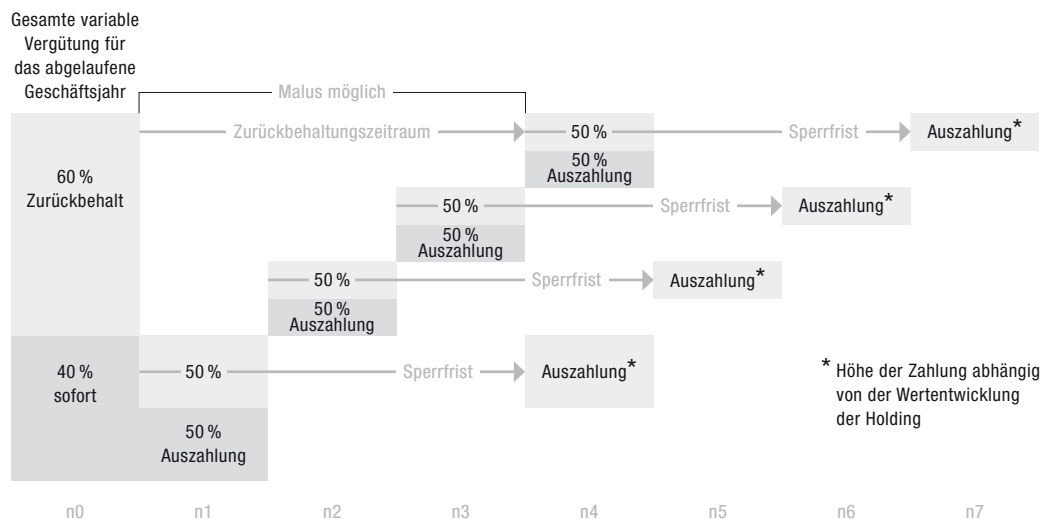 Gesamte variable
Vergütung für
das abgelaufene
Geschäftsjahr
Malus möglich
Zurückbehaltungszeitraum
50 %
Sperrfrist
Auszahlung*
50 %
Auszahlung
60 %
Zurückbehalt
50 %
Sperrfrist
Auszahlung*
50 %
Auszahlung
50 %
Sperrfrist
Auszahlung*
50 %
Auszahlung
40 %
sofort
50 %
Sperrfrist
Auszahlung*
* Höhe der Zahlung abhängig
von der Wertentwicklung
der Holding
50 %
Auszahlung
n0 n1 n2 n3 n4 n5 n6 n7